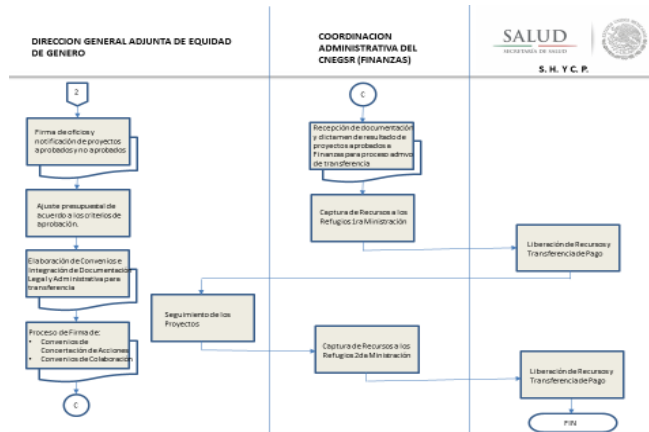 DIRECCION GENERAL ADJUNTA DE EQUIDAD
DE GENERO
COORDINACION
ADMINISTRATIVA DEL
CNEGSR (FINANZAS)
SALUD
SECRETARÍA DE SALUD
S. H. Y C. P.
2
Firma de oficios y
notificación de proyectos
aprobados y no aprobados
Ajuste presupuestal de
acuerdo a los criterios de
aprobación.
Elaboración de Convenios e
Integración de Documentación
Legal y Administrativa para
transferencia
Proceso de Firma de:
• Convenios de
Concertación de Acciones
• Convenios de Colaboración
C
C
Recepción de documentación
y dictamen de resultado de
proyectos aprobados a
Finanzas para proceso admvo
de transferencia
Captura de Recursos a los
Refugios 1ra Ministración
Liberación de Recursos y
Transferencia de Pago
Seguimiento de los
Proyectos
Captura de Recursos a los
Refugios 2da Ministración
Liberación de Recursos y
Transferencia de Pago
FIN